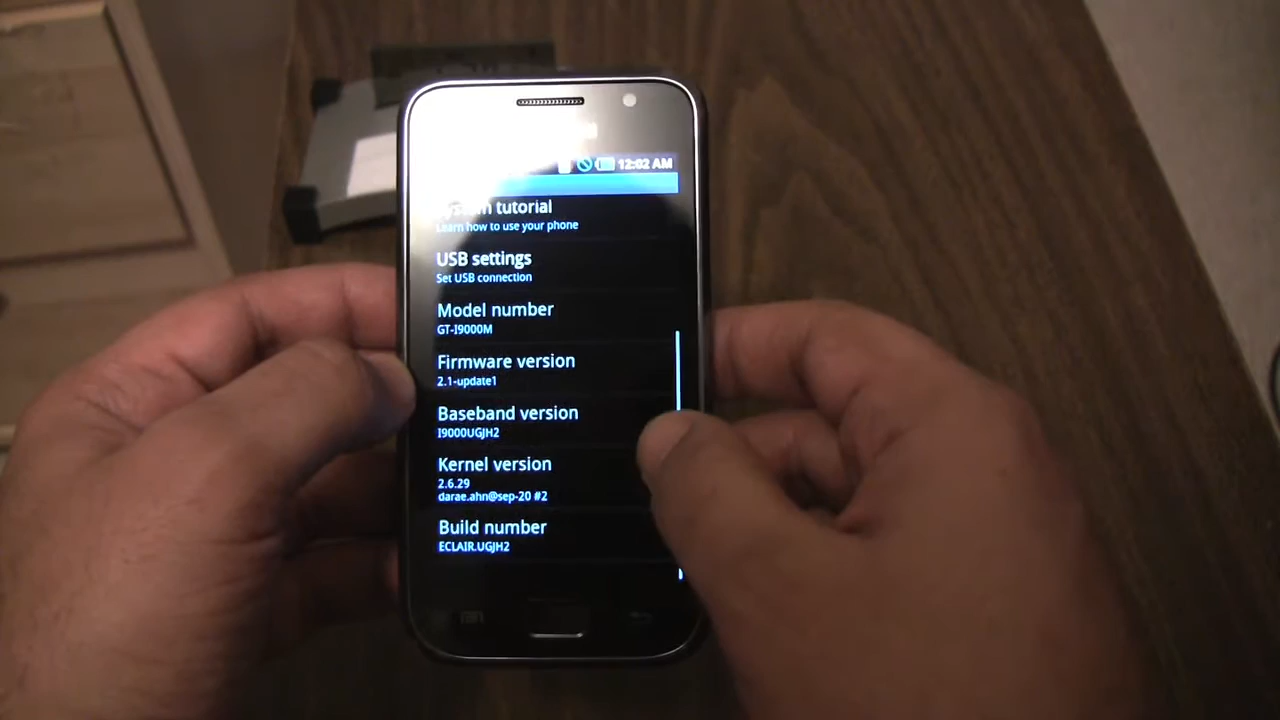 12:02 AM
System tutorial
Learn how to use your phone
USB settings
Set USB connection
Model number
GT-I9000M
Firmware version
2.1-update1
Baseband version
I9000UGJH2
Kernel version
2.6.29
darae.ahn@sep-20 #2
Build number
ECLAIR.UGJH2